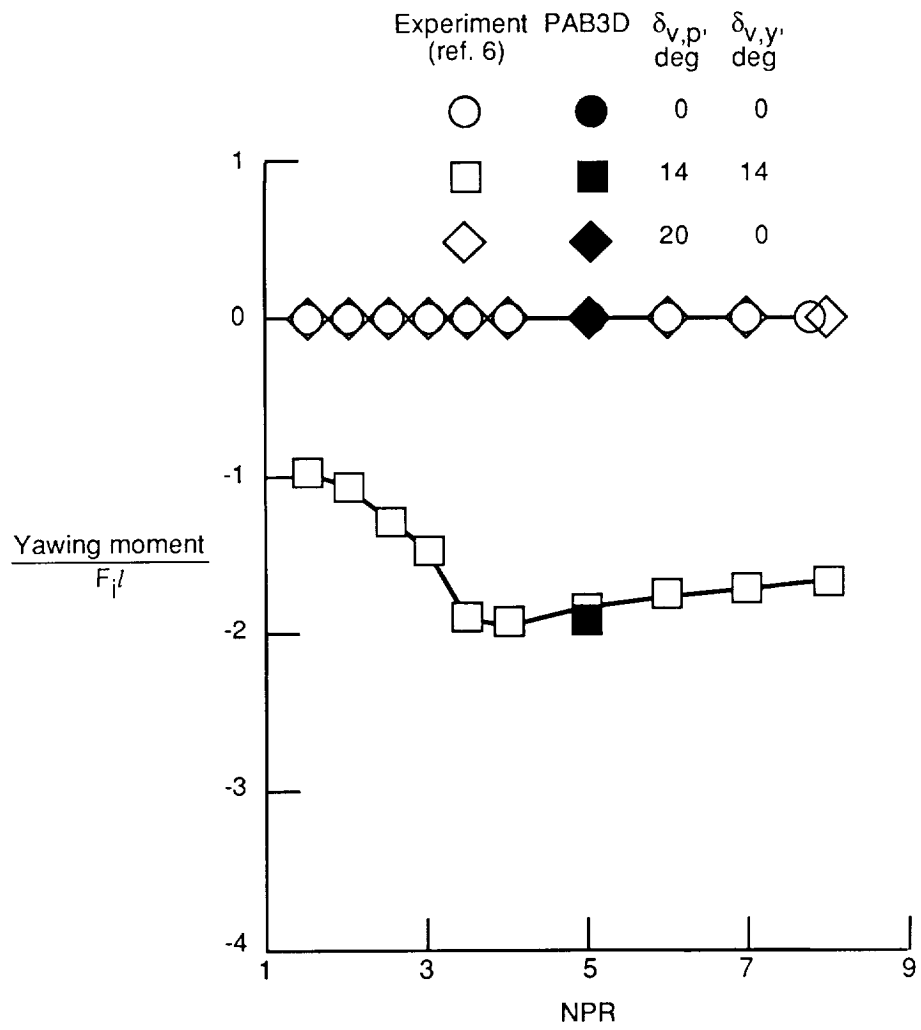 Experiment PAB3D δv,p, δv,y,
(ref. 6) deg deg
0 0
14 14
20 0
1
0
-1
Yawing moment
Fil
-2
-3
-4
1 3 5 7 9
NPR